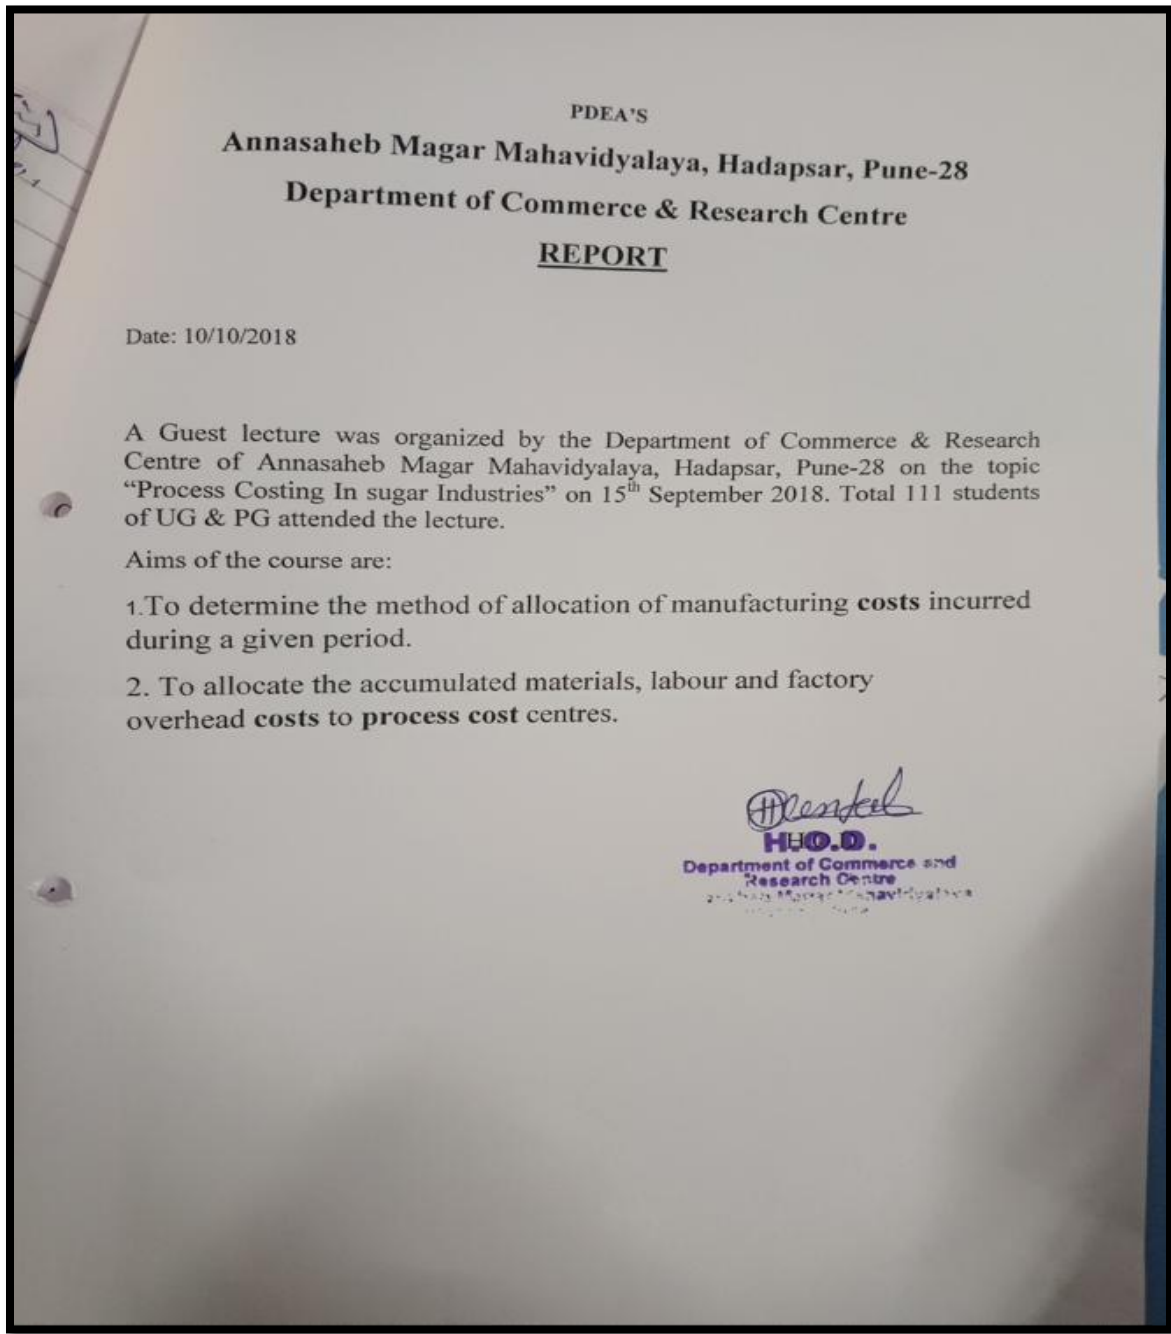 PDEA'S
Annasaheb Magar Mahavidyalaya, Hadapsar, Pune-28
Department of Commerce & Research Centre
REPORT
Date: 10/10/2018
A Guest lecture was organized by the Department of Commerce & Research
Centre of Annasaheb Magar Mahavidyalaya, Hadapsar, Pune-28 on the topic
“Process Costing In sugar Industries” on 15th September 2018. Total 111 students
of UG & PG attended the lecture.
Aims of the course are:
1.To determine the method of allocation of manufacturing costs incurred
during a given period.
2. To allocate the accumulated materials, labour and factory
overhead costs to process cost centres.
H.O.D.
Department of Commerce and
Research Centre